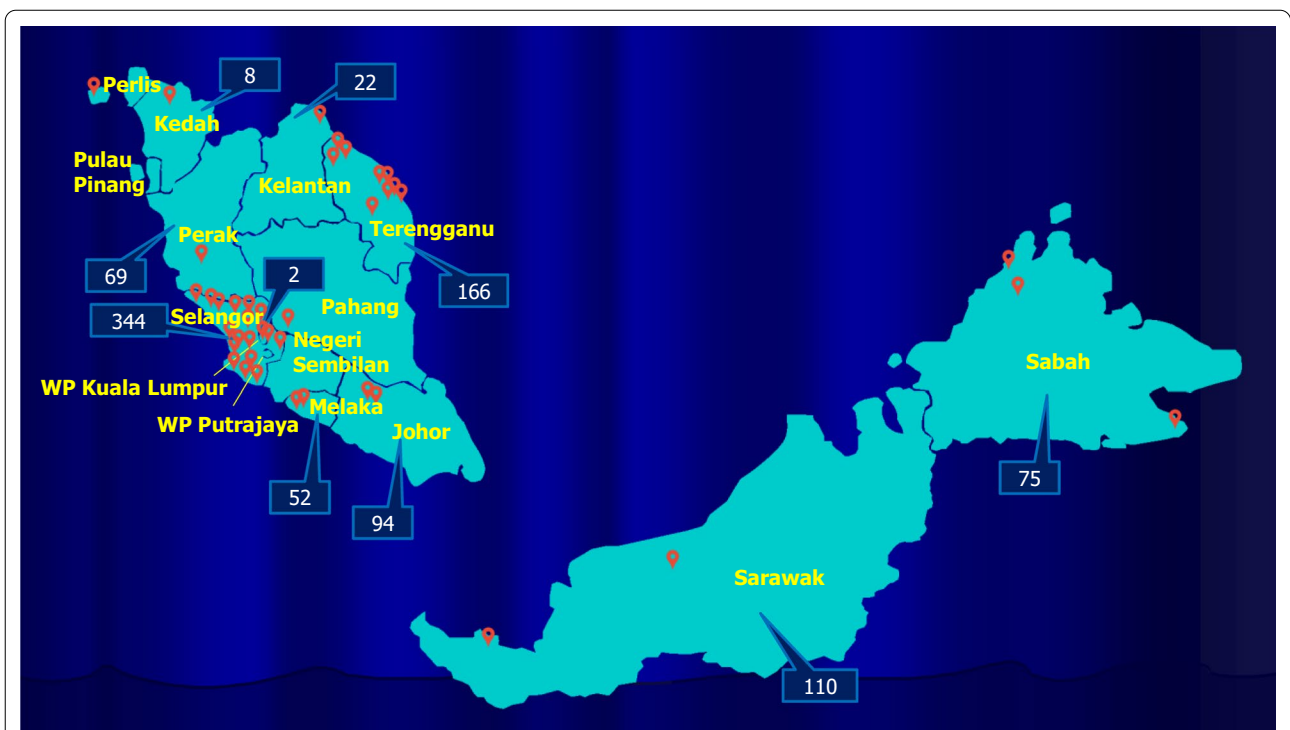 8
22
Perlis
Kedah
Pulau
Pinang
Kelantan
Terengganu
Perak
69
2
166
344
Selangor
Pahang
Negeri
Sembilan
WP Kuala Lumpur
WP Putrajaya
Melaka
Johor
52
94
Sabah
75
Sarawak
110